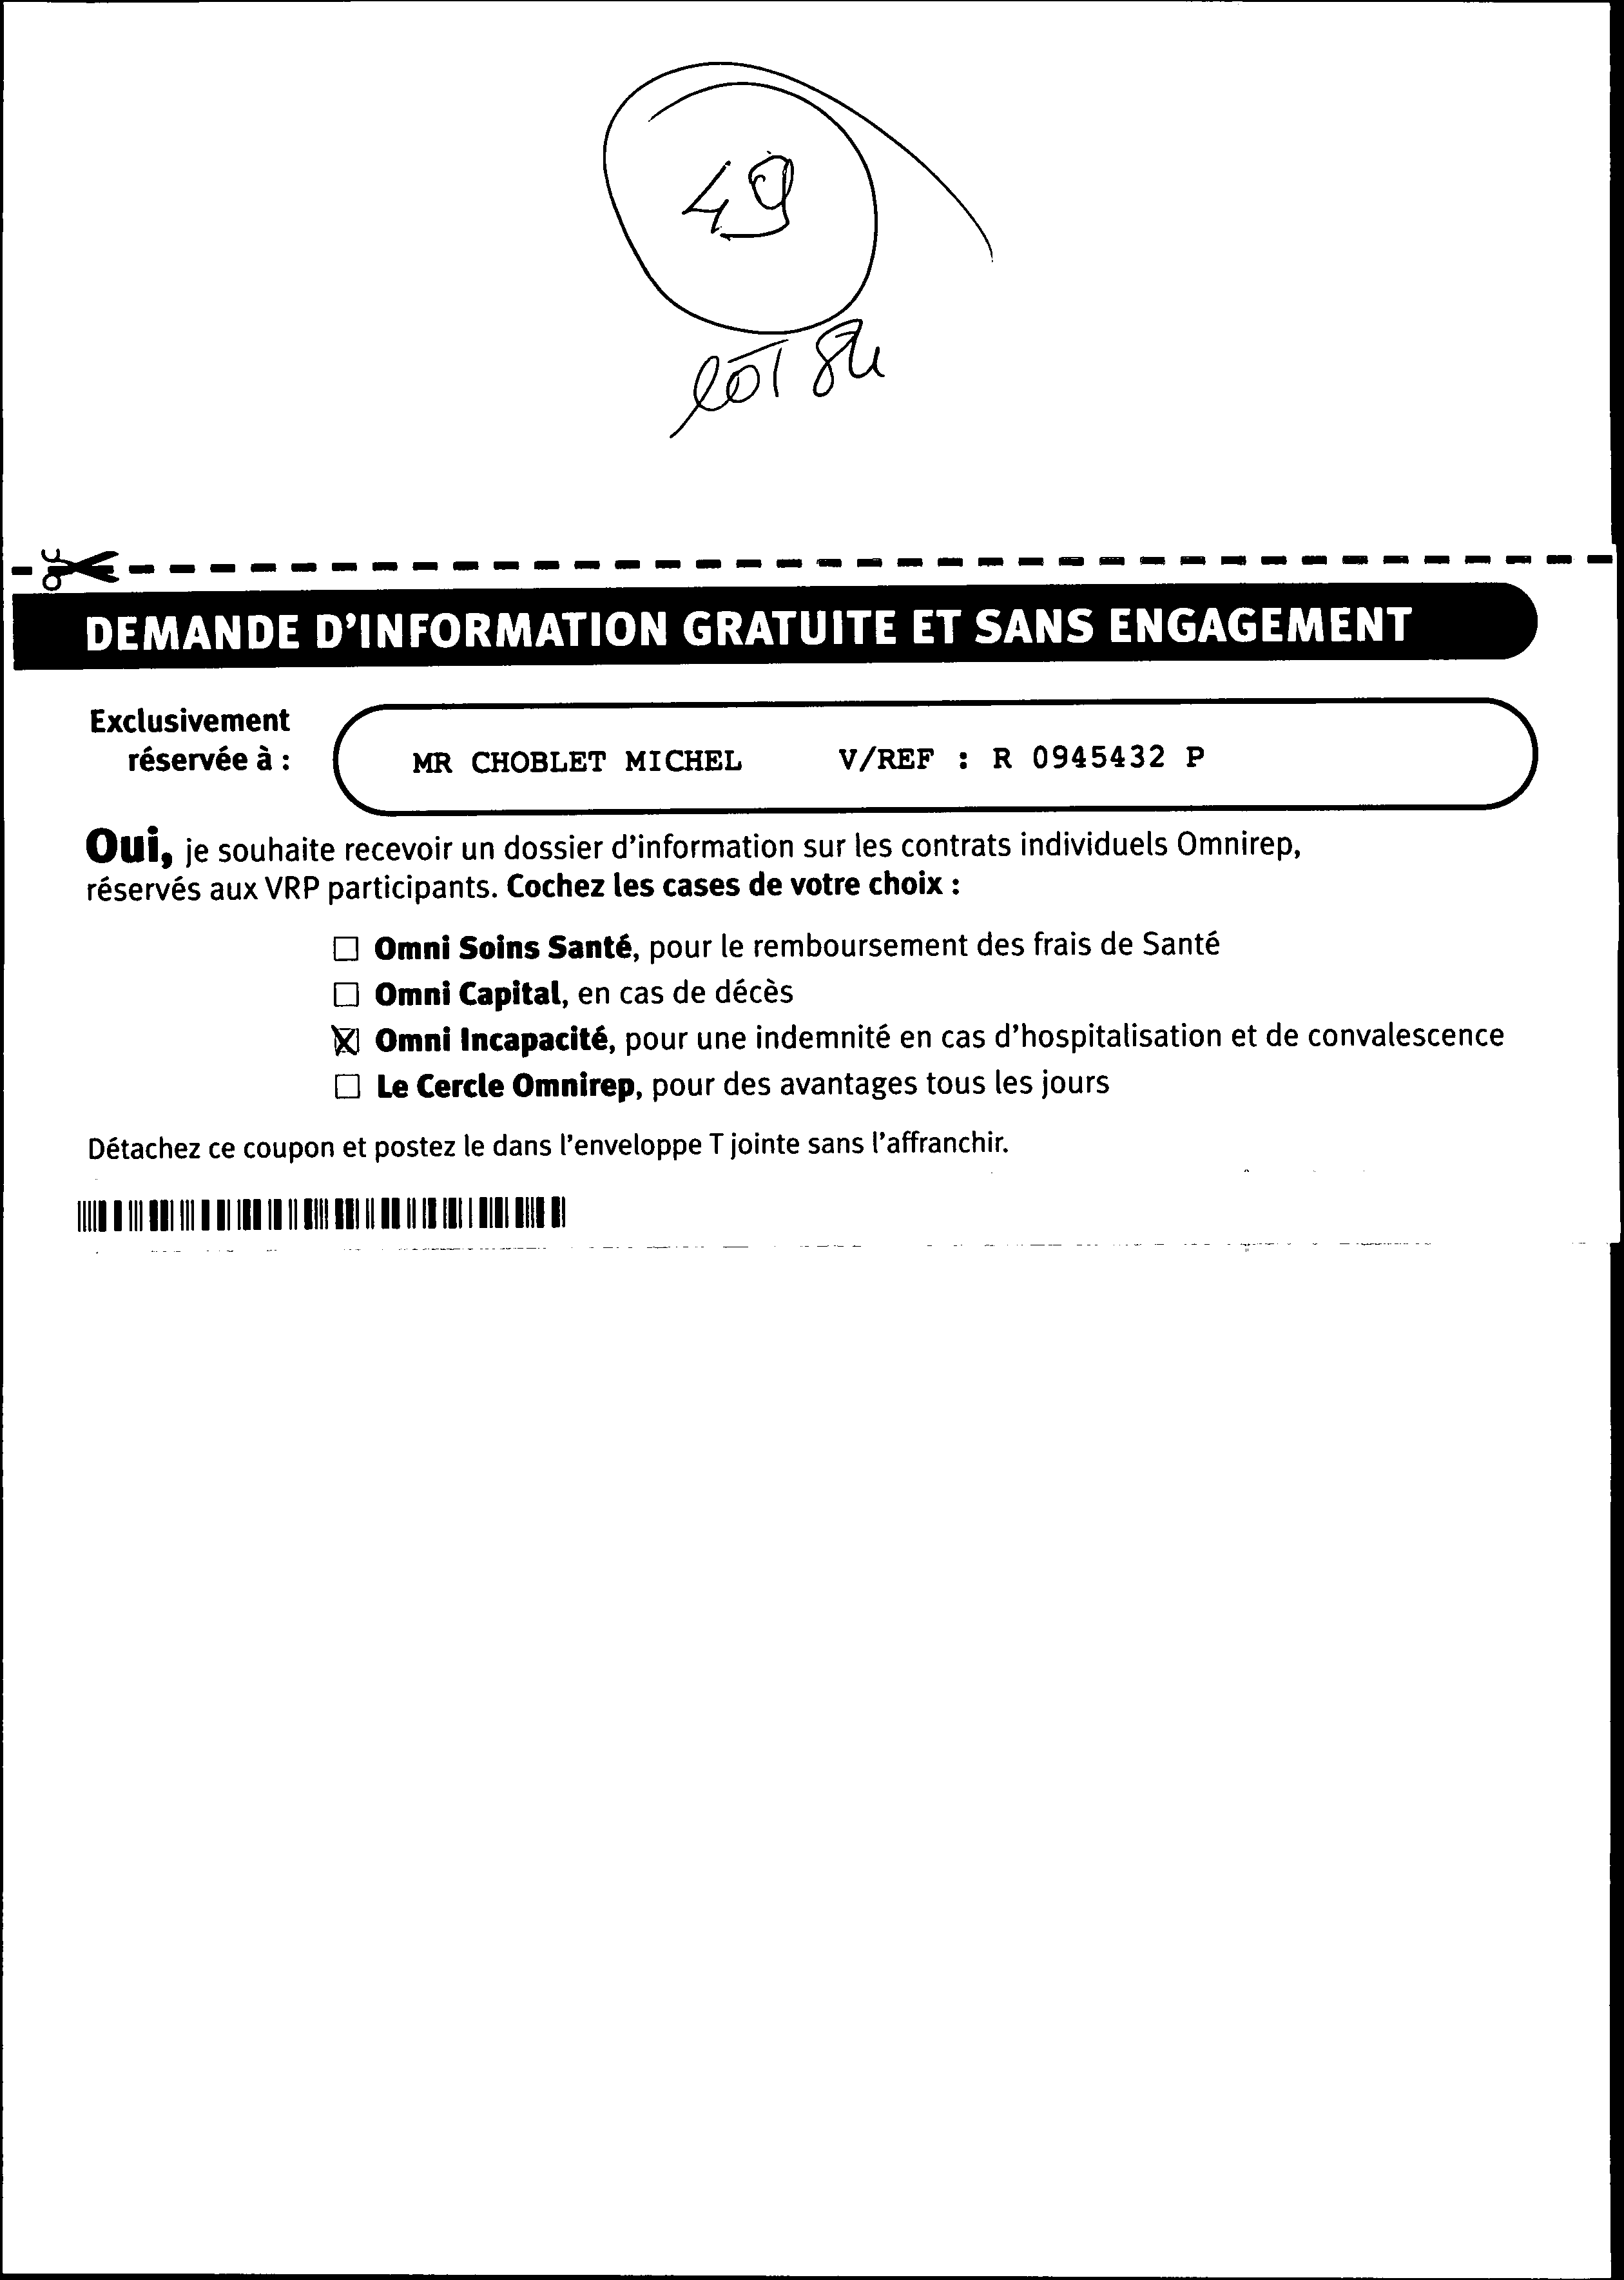 49
lot 84
DEMANDE D'INFORMATION GRATUITE ET SANS ENGAGEMENT
Exclusivement
réservée à :
MR CHOBLET MICHEL V/REF : R 0945432 P
Oui, je souhaite recevoir un dossier d'information sur les contrats individuels Omnirep,
réservés aux VRP participants. Cochez les cases de votre choix :
☐ Omni Soins Santé, pour le remboursement des frais de Santé
☐ Omni Capital, en cas de décès
☒ Omni Incapacité, pour une indemnité en cas d'hospitalisation et de convalescence
☐ Le Cercle Omnirep, pour des avantages tous les jours
Détachez ce coupon et postez le dans l'enveloppe T jointe sans l'affranchir.